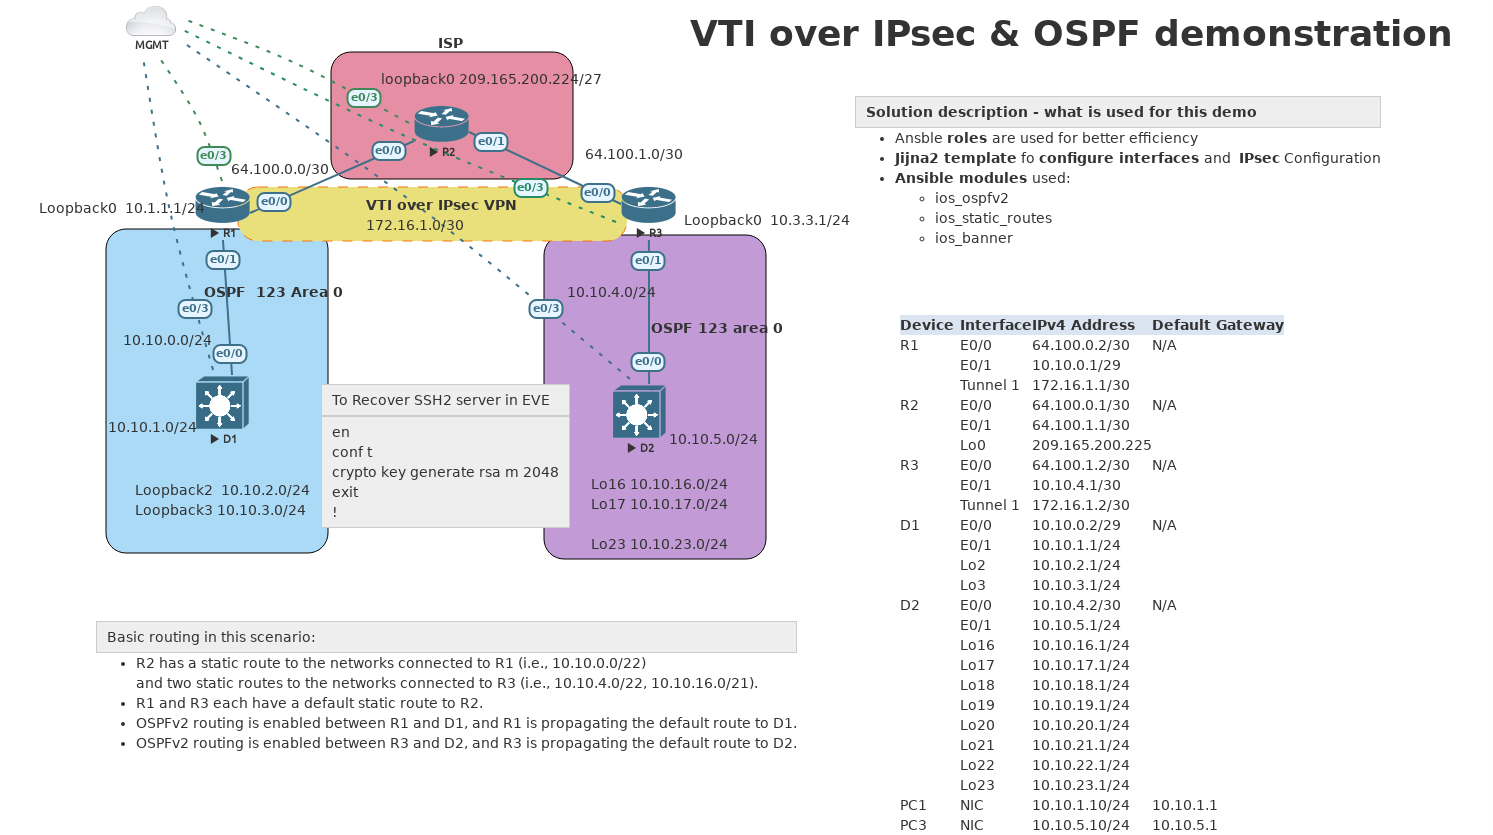 VTI over IPsec & OSPF demonstration
MGMT
ISP
loopback0 209.165.200.224/27
e0/3
R2
e0/0
e0/1
e0/3
64.100.0.0/30
64.100.1.0/30
e0/3
e0/0
e0/0
Loopback0 10.1.1.1/24
R1
VTI over IPsec VPN
172.16.1.0/30
R3
Loopback0 10.3.3.1/24
e0/1
OSPF 123 Area 0
e0/3
10.10.0.0/24
e0/0
10.10.1.0/24
D1
Loopback2 10.10.2.0/24
Loopback3 10.10.3.0/24
e0/1
10.10.4.0/24
e0/3
OSPF 123 area 0
e0/0
D2
10.10.5.0/24
Lo16 10.10.16.0/24
Lo17 10.10.17.0/24
Lo23 10.10.23.0/24
To Recover SSH2 server in EVE
en
conf t
crypto key generate rsa m 2048
exit
!
Basic routing in this scenario:
• R2 has a static route to the networks connected to R1 (i.e., 10.10.0.0/22)
and two static routes to the networks connected to R3 (i.e., 10.10.4.0/22, 10.10.16.0/21).
• R1 and R3 each have a default static route to R2.
• OSPFv2 routing is enabled between R1 and D1, and R1 is propagating the default route to D1.
• OSPFv2 routing is enabled between R3 and D2, and R3 is propagating the default route to D2.
Solution description - what is used for this demo
• Ansble roles are used for better efficiency
• Jijna2 template fo configure interfaces and IPsec Configuration
• Ansible modules used:
ios_ospfv2
ios_static_routes
ios_banner
Device Interface IPv4 Address Default Gateway
R1 E0/0 64.100.0.2/30 N/A
E0/1 10.10.0.1/29
Tunnel 1 172.16.1.1/30
R2 E0/0 64.100.0.1/30 N/A
E0/1 64.100.1.1/30
Lo0 209.165.200.225
R3 E0/0 64.100.1.2/30 N/A
E0/1 10.10.4.1/30
Tunnel 1 172.16.1.2/30
D1 E0/0 10.10.0.2/29 N/A
E0/1 10.10.1.1/24
Lo2 10.10.2.1/24
Lo3 10.10.3.1/24
D2 E0/0 10.10.4.2/30 N/A
E0/1 10.10.5.1/24
Lo16 10.10.16.1/24
Lo17 10.10.17.1/24
Lo18 10.10.18.1/24
Lo19 10.10.19.1/24
Lo20 10.10.20.1/24
Lo21 10.10.21.1/24
Lo22 10.10.22.1/24
Lo23 10.10.23.1/24
PC1 NIC 10.10.1.10/24 10.10.1.1
PC3 NIC 10.10.5.10/24 10.10.5.1